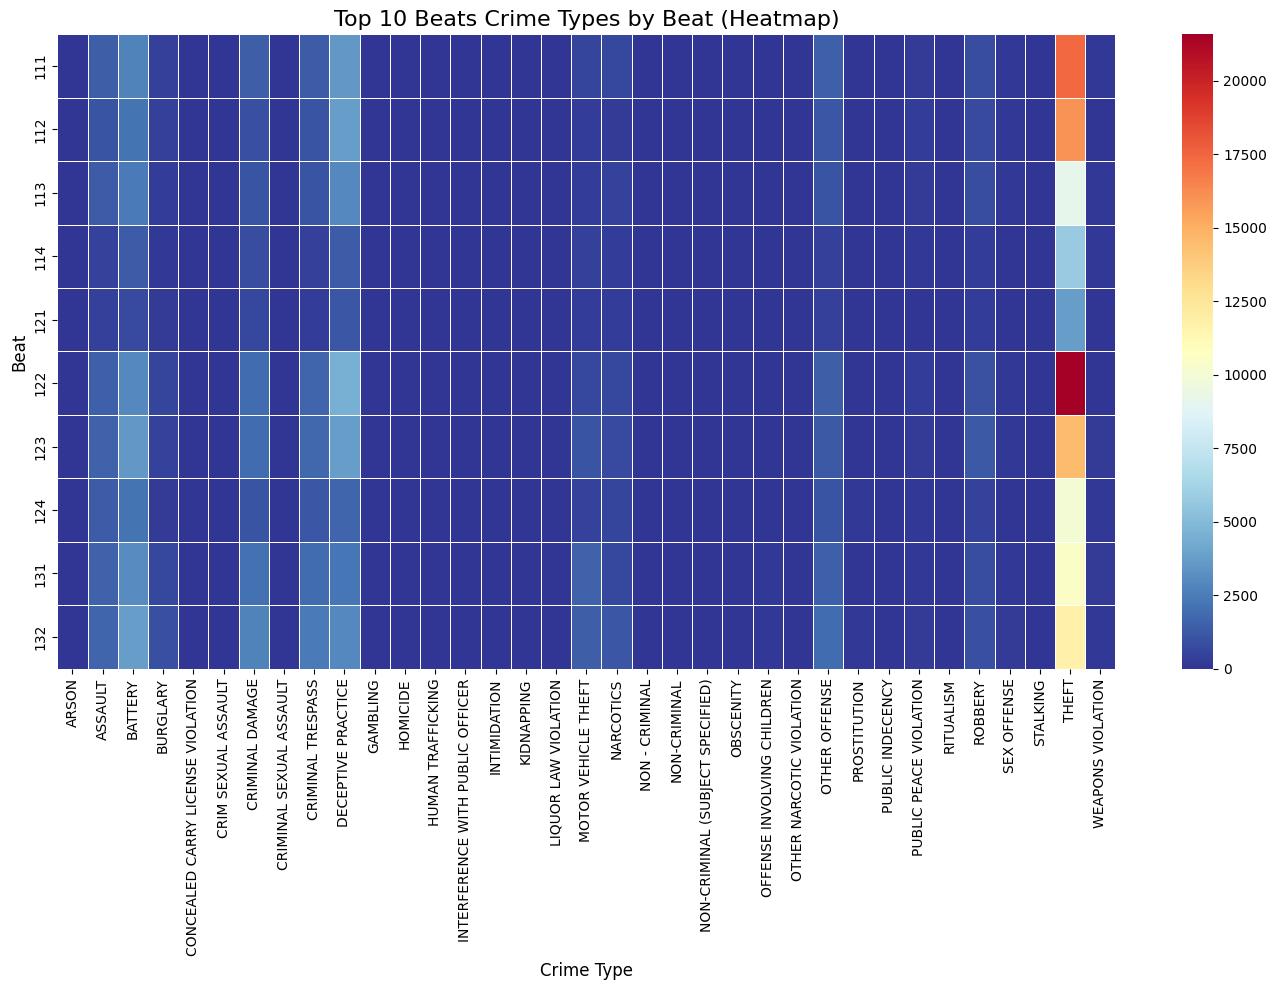 Top 10 Beats Crime Types by Beat (Heatmap)
Beat
111
112
113
114
121
122
123
124
131
132
ARSON
ASSAULT
BATTERY
BURGLARY
CONCEALED CARRY LICENSE VIOLATION
CRIM SEXUAL ASSAULT
CRIMINAL DAMAGE
CRIMINAL SEXUAL ASSAULT
CRIMINAL TRESPASS
DECEPTIVE PRACTICE
GAMBLING
HOMICIDE
HUMAN TRAFFICKING
INTERFERENCE WITH PUBLIC OFFICER
INTIMIDATION
KIDNAPPING
LIQUOR LAW VIOLATION
MOTOR VEHICLE THEFT
NARCOTICS
NON - CRIMINAL
NON-CRIMINAL
NON-CRIMINAL (SUBJECT SPECIFIED)
OBSCENITY
OFFENSE INVOLVING CHILDREN
OTHER NARCOTIC VIOLATION
OTHER OFFENSE
PROSTITUTION
PUBLIC INDECENCY
PUBLIC PEACE VIOLATION
RITUALISM
ROBBERY
SEX OFFENSE
STALKING
THEFT
WEAPONS VIOLATION
Crime Type
20000
17500
15000
12500
10000
7500
5000
2500
0